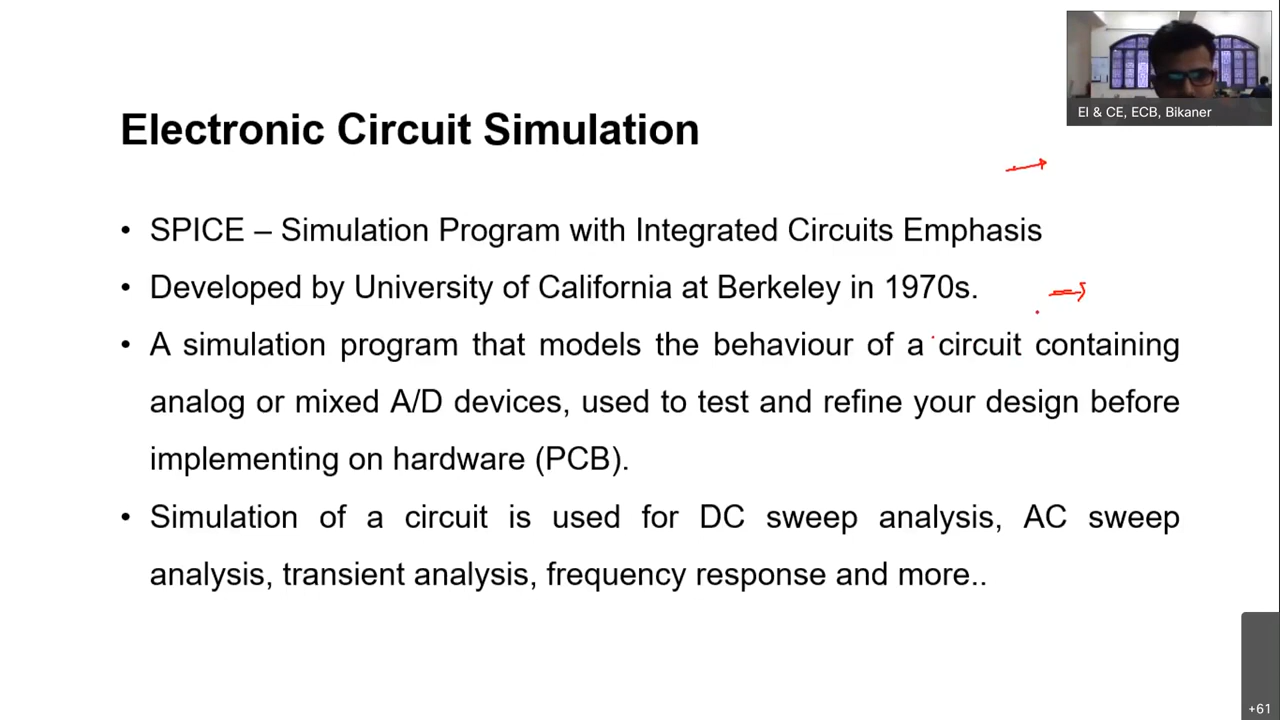 EI & CE, ECB, Bikaner
Electronic Circuit Simulation
• SPICE – Simulation Program with Integrated Circuits Emphasis
• Developed by University of California at Berkeley in 1970s.
• A simulation program that models the behaviour of a circuit containing
analog or mixed A/D devices, used to test and refine your design before
implementing on hardware (PCB).
• Simulation of a circuit is used for DC sweep analysis, AC sweep
analysis, transient analysis, frequency response and more..
+61